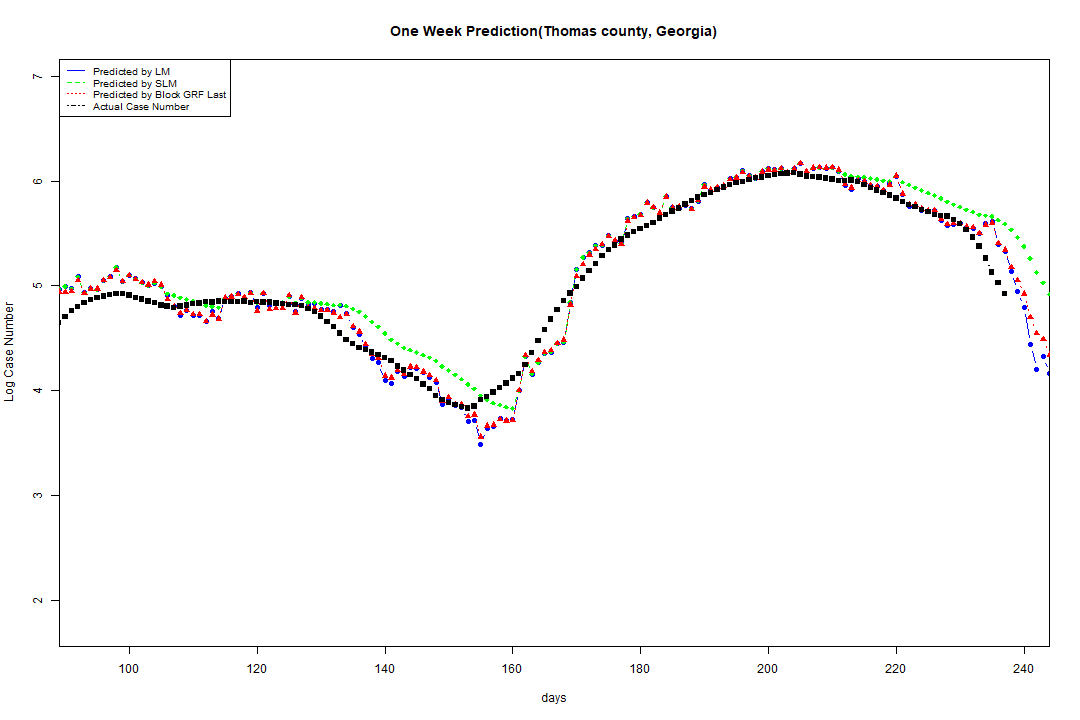 One Week Prediction(Thomas county, Georgia)
Predicted by LM
Predicted by SLM
Predicted by Block GRF Last
Actual Case Number
7
6
5
4
3
2
Log Case Number
100 120 140 160 180 200 220 240
days